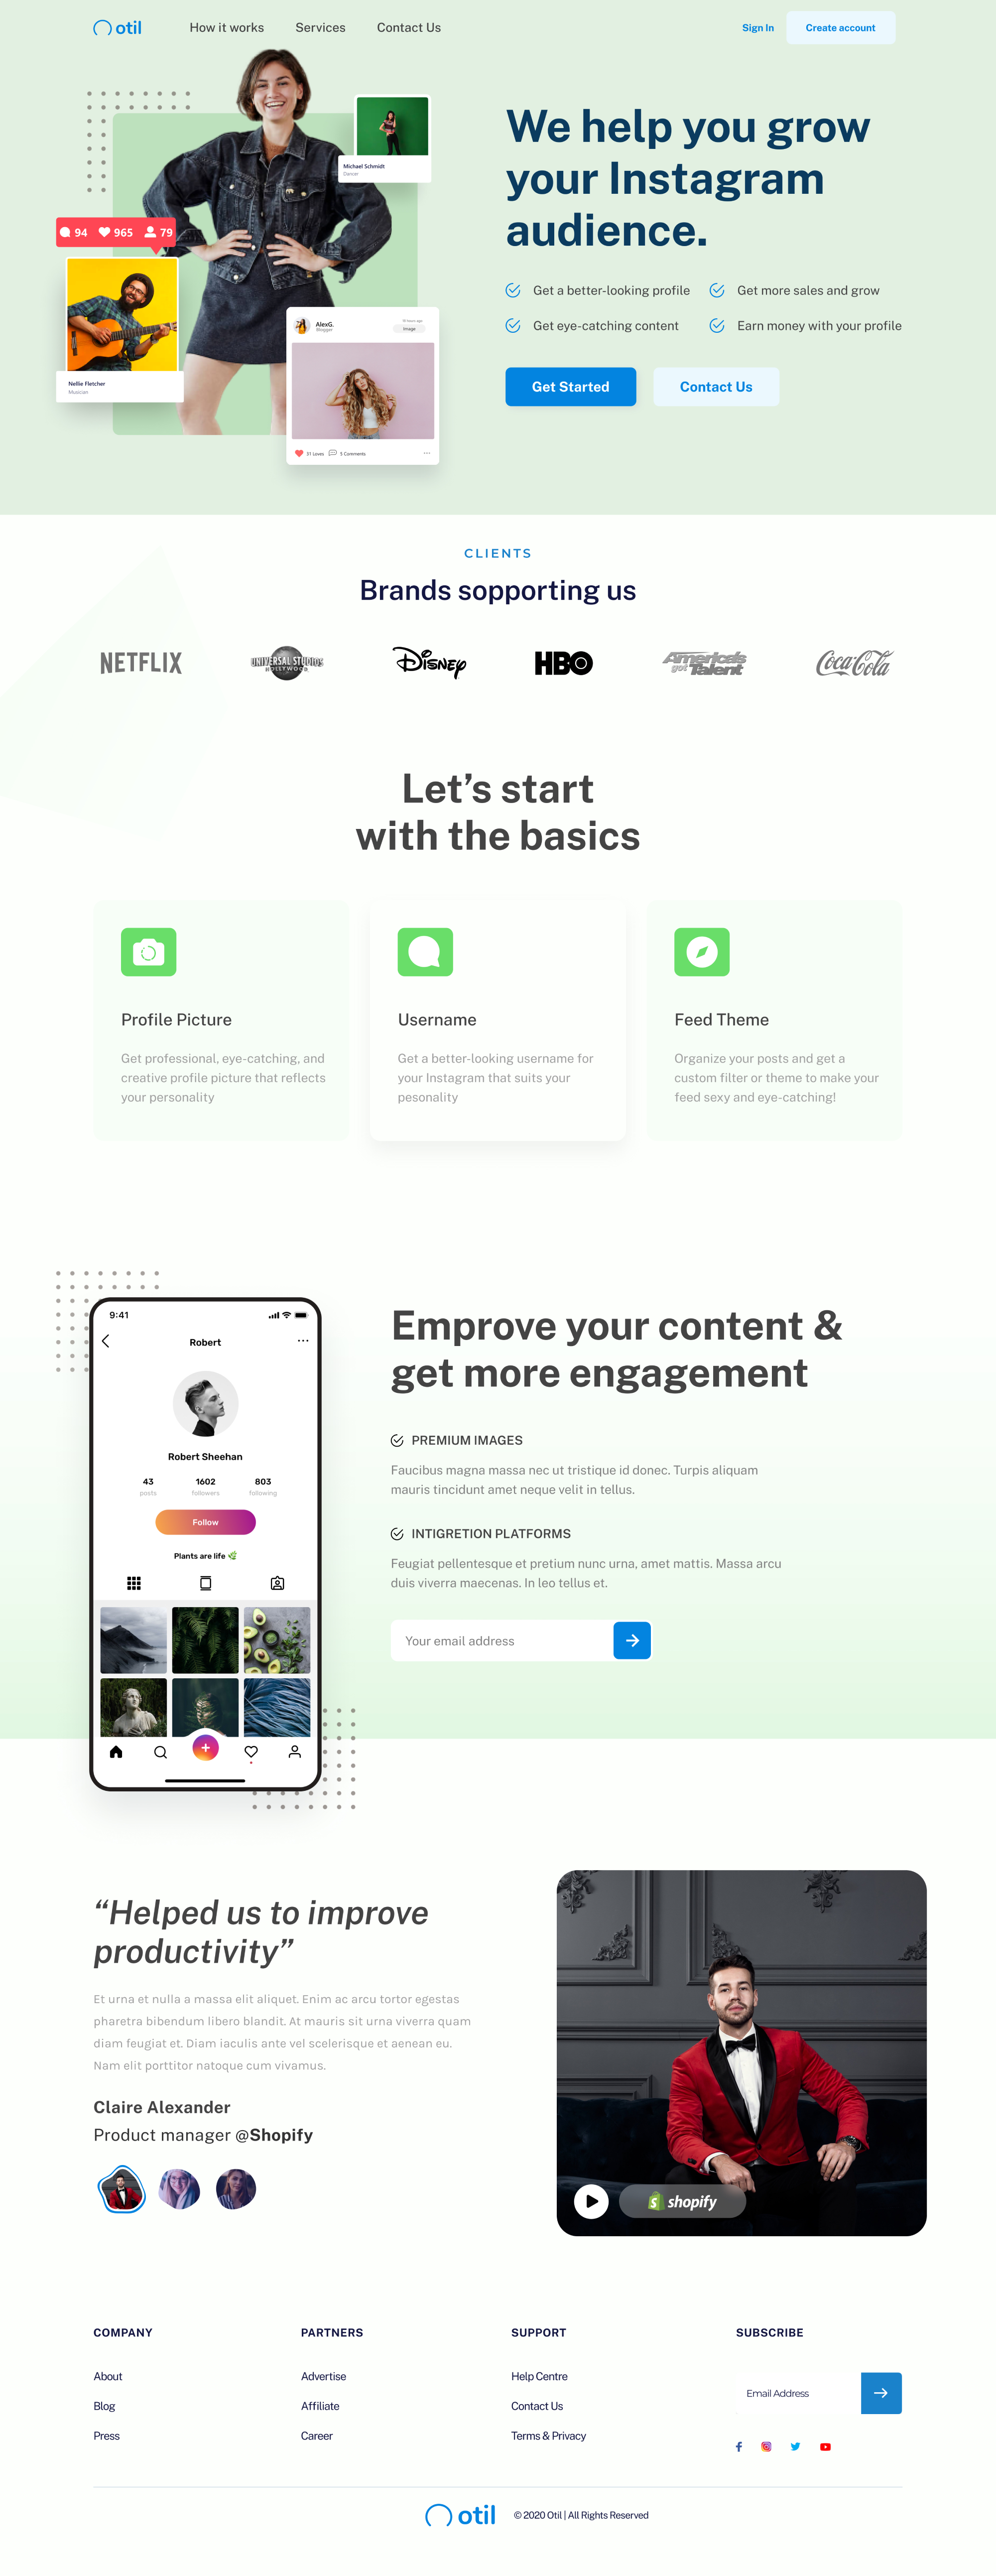 otil
How it works
Services
Contact Us
Sign In
Create account
We help you grow
your Instagram
audience.
Get a better-looking profile
Get more sales and grow
Get eye-catching content
Earn money with your profile
Get Started
Contact Us
Michael Schmidt
Dancer
94
965
79
Nellie Fletcher
Musican
AlexG.
Blogger
Image
51 Loves
5 Comments
CLIENTS
Brands sopporting us
NETFLIX
UNIVERSAL STUDIOS
HOLLYWOOD
Disney
HBO
America's
got Talent
Coca-Cola
Let’s start
with the basics
Profile Picture
Get professional, eye-catching, and
creative profile picture that reflects
your personality
Username
Get a better-looking username for
your Instagram that suits your
pesonality
Feed Theme
Organize your posts and get a
custom filter or theme to make your
feed sexy and eye-catching!
9:41
Robert
Robert Sheehan
43
1602
803
posts
followers
following
Follow
Plants are life
Emprove your content &
get more engagement
PREMIUM IMAGES
Faucibus magna massa nec ut tristique id donec. Turpis aliquam
mauris tincidunt amet neque velit in tellus.
INTIGRETION PLATFORMS
Feugiat pellentesque et pretium nunc urna, amet mattis. Massa arcu
duis viverra maecenas. In leo tellus et.
Your email address
“Helped us to improve
productivity”
Et urna et nulla a massa elit aliquet. Enim ac arcu tortor egestas
pharetra bibendum libero blandit. At mauris sit urna viverra quam
diam feugiat et. Diam iaculis ante vel scelerisque et aenean eu.
Nam elit porttitor natoque cum vivamus.
Claire Alexander
Product manager @Shopify
shopify
COMPANY
About
Blog
Press
PARTNERS
Advertise
Affiliate
Career
SUPPORT
Help Centre
Contact Us
Terms & Privacy
SUBSCRIBE
Email Address
otil
© 2020 Otil | All Rights Reserved